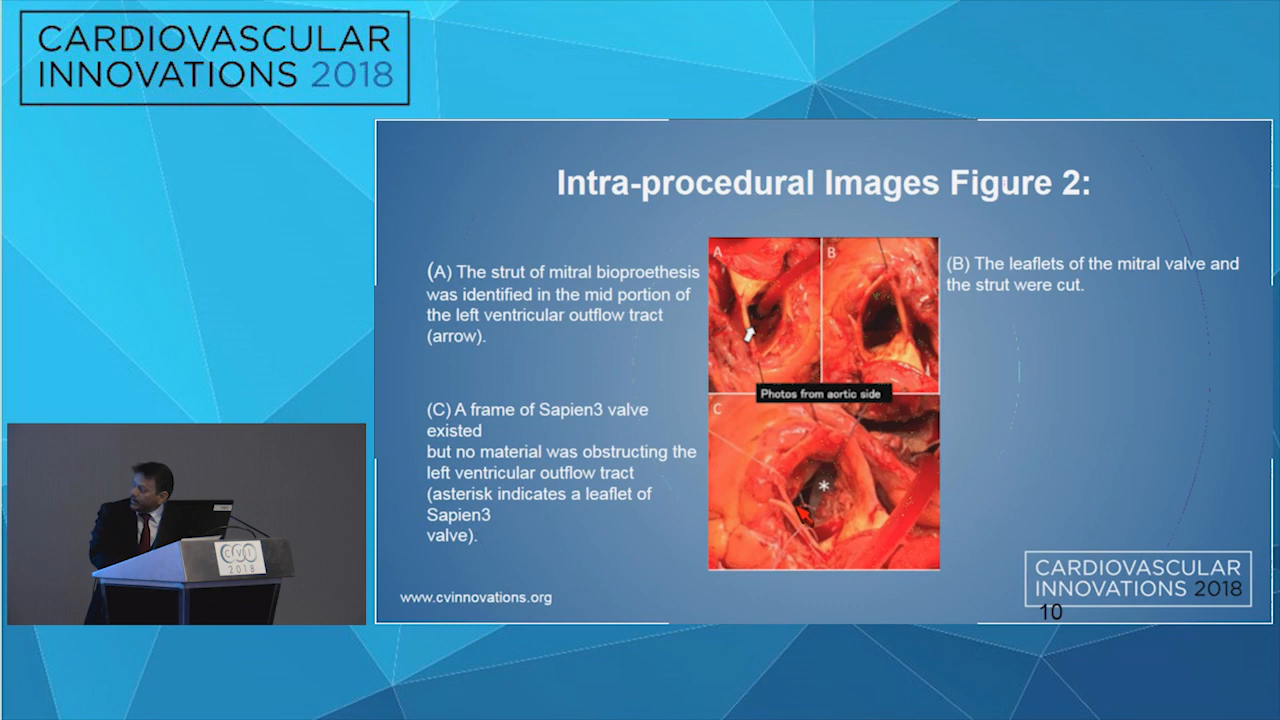 CARDIOVASCULAR
INNOVATIONS 2018
Intra-procedural Images Figure 2:
(A) The strut of mitral bioproethesis
was identified in the mid portion of
the left ventricular outflow tract
(arrow).
(C) A frame of Sapien3 valve
existed
but no material was obstructing the
left ventricular outflow tract
(asterisk indicates a leaflet of
Sapien3
valve).
A
B
Photos from aortic side
C
*
(B) The leaflets of the mitral valve and
the strut were cut.
www.cvinnovations.org
CARDIOVASCULAR
INNOVATIONS 2018
10
CVI
2018